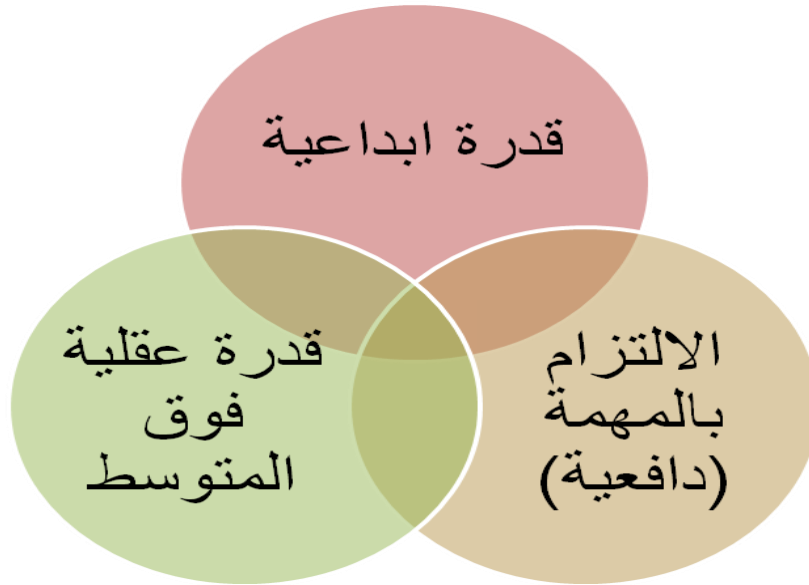 قدرة ابداعية
الالتزام
بالمهمة
(دافعية)
قدرة عقلية
فوق
المتوسط